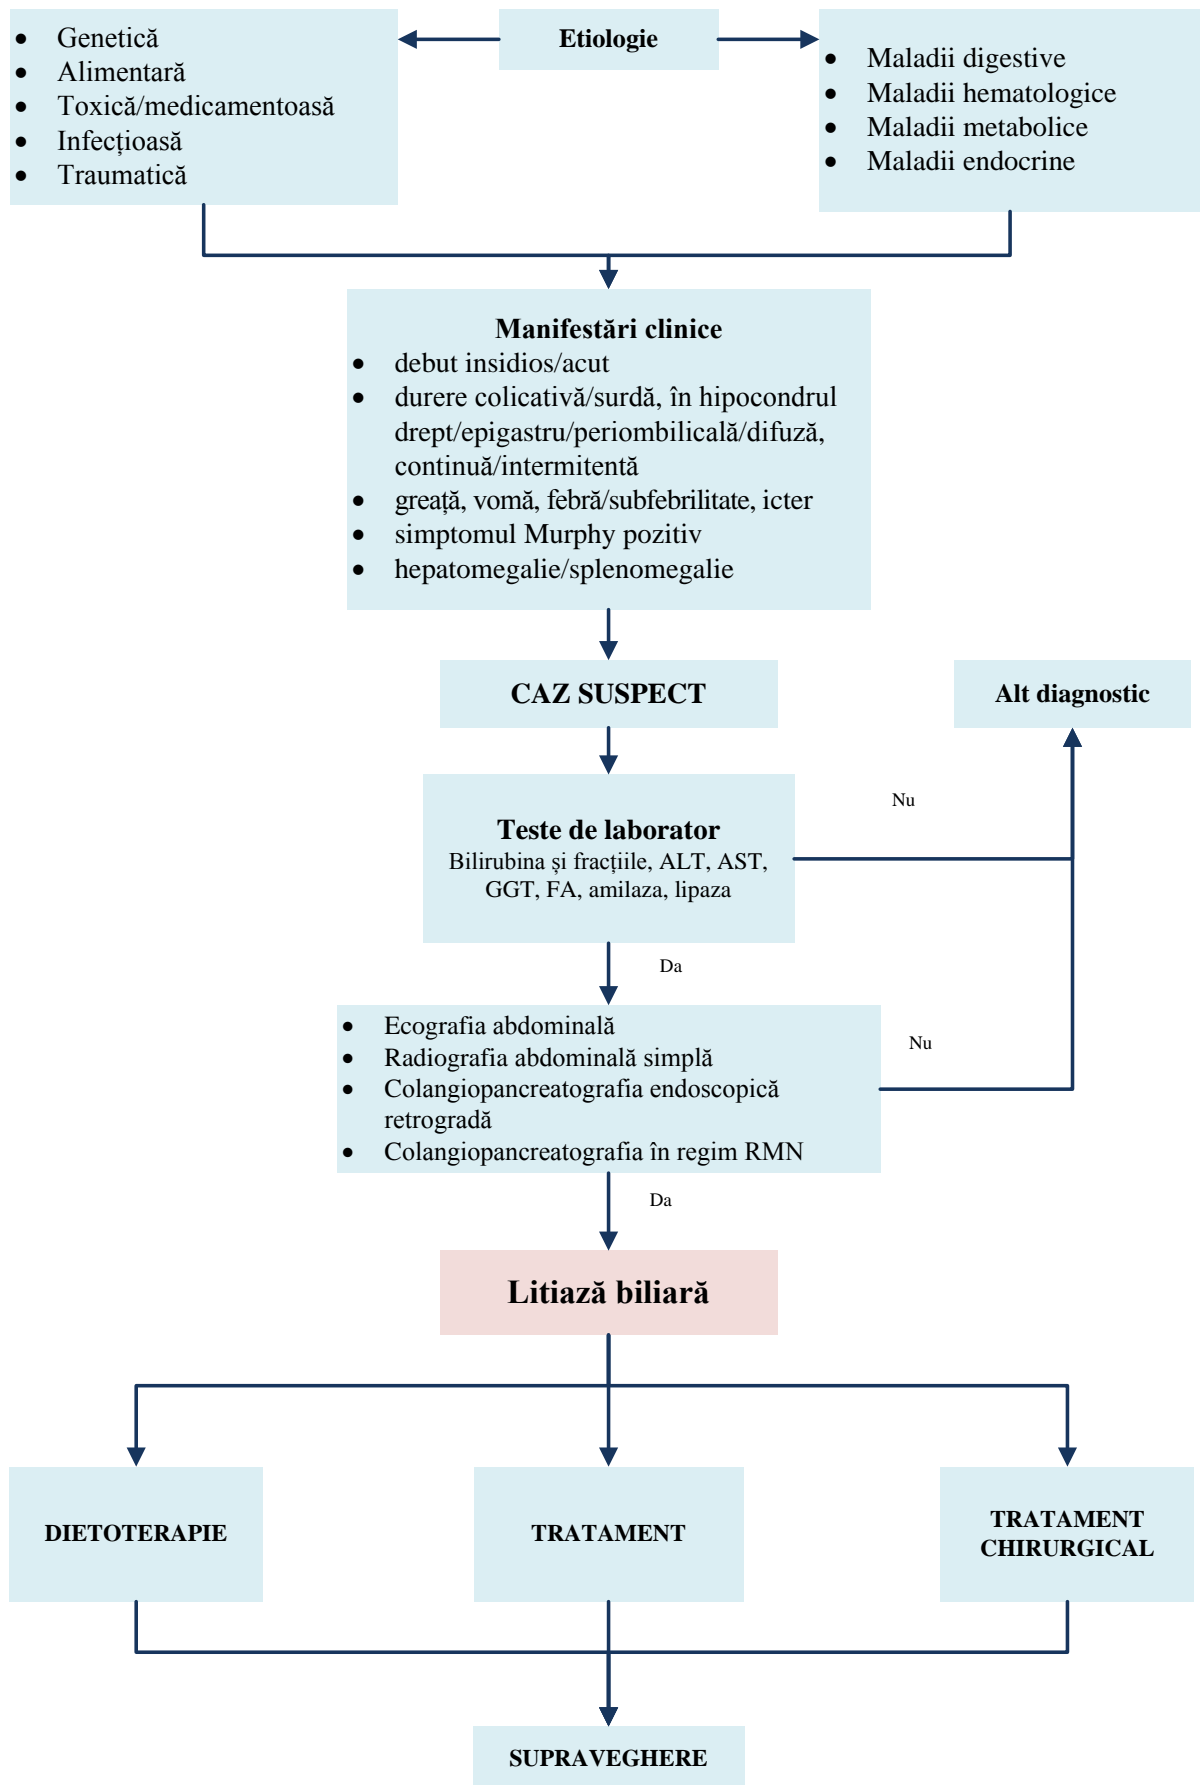 Etiologie
• Genetică
• Alimentară
• Toxică/medicamentoasă
• Infecțioasă
• Traumatică
• Maladii digestive
• Maladii hematologice
• Maladii metabolice
• Maladii endocrine
Manifestări clinice
• debut insidios/acut
• durere colicativă/surdă, în hipocondrul
drept/epigastru/periombilicală/difuză,
continuă/intermitentă
• greață, vomă, febră/subfebrilitate, icter
• simptomul Murphy pozitiv
• hepatomegalie/splenomegalie
CAZ SUSPECT
Alt diagnostic
Nu
Teste de laborator
Bilirubina și fracțiile, ALT, AST,
GGT, FA, amilaza, lipaza
Da
• Ecografia abdominală
• Radiografia abdominală simplă
• Colangiopancreatografia endoscopică
retrogradă
• Colangiopancreatografia în regim RMN
Nu
Da
Litiază biliară
DIETOTERAPIE
TRATAMENT
TRATAMENT
CHIRURGICAL
SUPRAVEGHERE